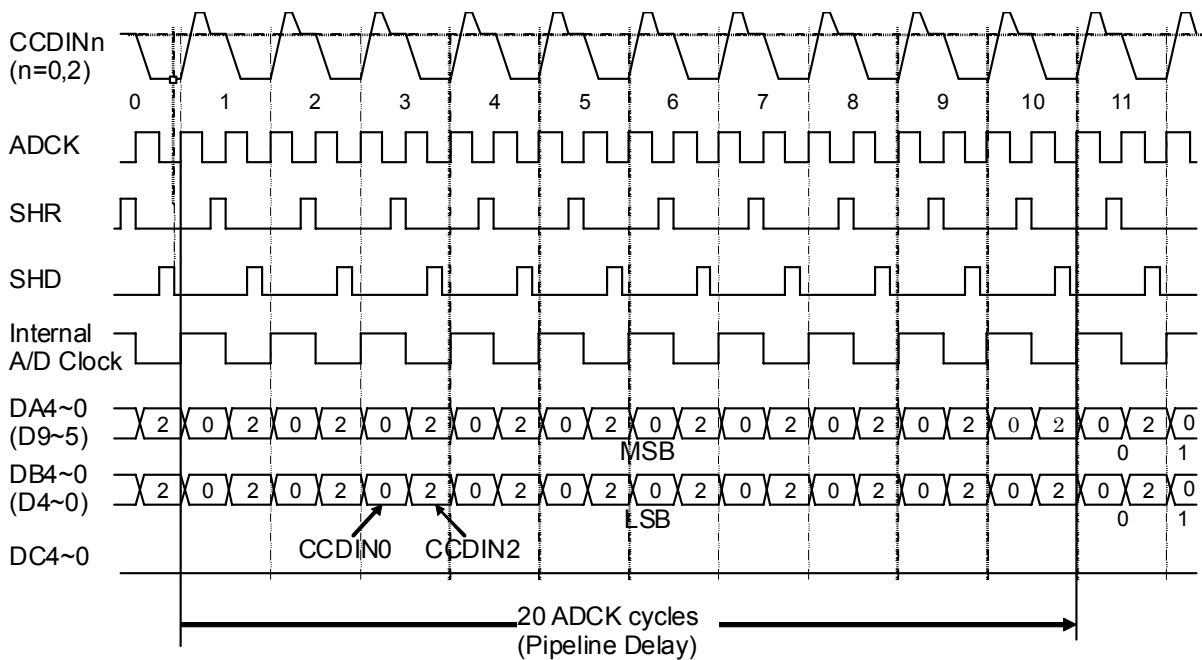 CCDINn
(n=0,2)
0 1 2 3 4 5 6 7 8 9 10 11
ADCK
SHR
SHD
Internal
A/D Clock
DA4~0
(D9~5)
2 0 2 0 2 0 2 0 2 0 2 0 2 0 2 0 2 0 2 0 2 0 2 0
MSB
0 1
DB4~0
(D4~0)
2 0 2 0 2 0 2 0 2 0 2 0 2 0 2 0 2 0 2 0 2 0 2 0
LSB
0 1
CCDIN0 CCDIN2
DC4~0
20 ADCK cycles
(Pipeline Delay)